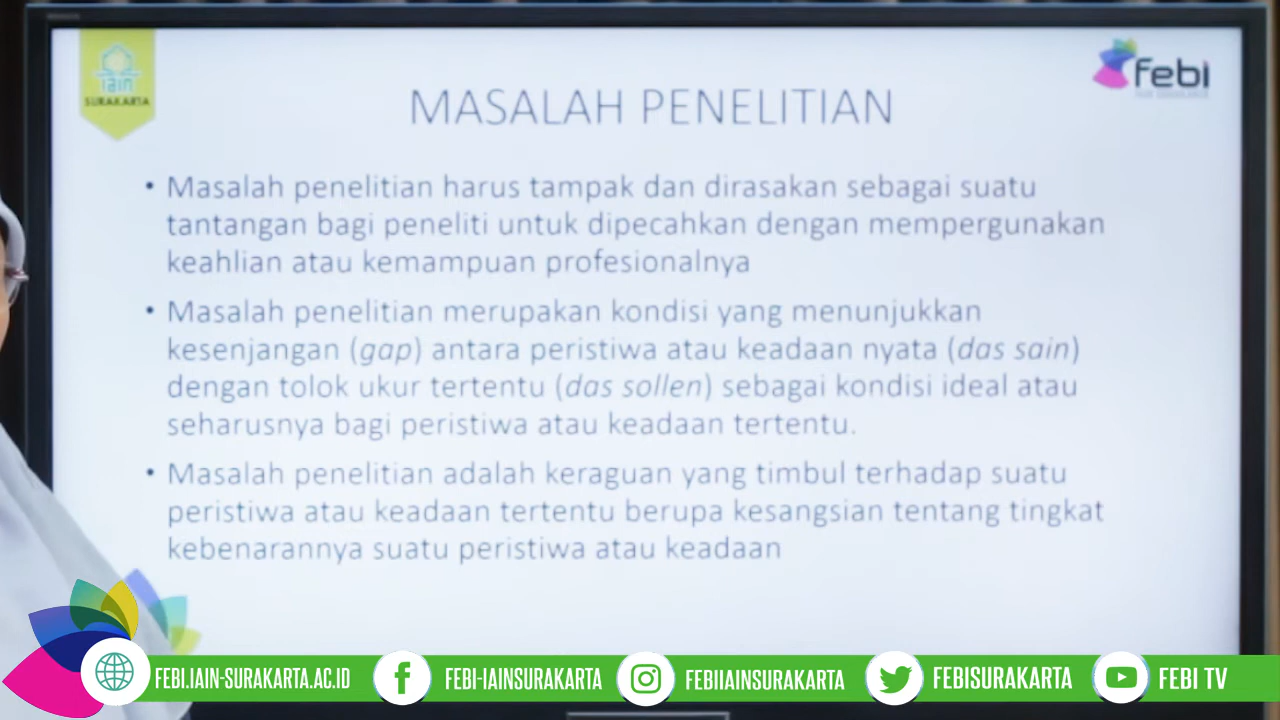 iain
SURAKARTA
febi
MASALAH PENELITIAN
• Masalah penelitian harus tampak dan dirasakan sebagai suatu
tantangan bagi peneliti untuk dipecahkan dengan mempergunakan
keahlian atau kemampuan profesionalnya
• Masalah penelitian merupakan kondisi yang menunjukkan
kesenjangan (gap) antara peristiwa atau keadaan nyata (das sain)
dengan tolok ukur tertentu (das sollen) sebagai kondisi ideal atau
seharusnya bagi peristiwa atau keadaan tertentu.
• Masalah penelitian adalah keraguan yang timbul terhadap suatu
peristiwa atau keadaan tertentu berupa kesangsian tentang tingkat
kebenarannya suatu peristiwa atau keadaan
FEBI.IAIN-SURAKARTA.AC.ID
FEBI-IAINSURAKARTA
FEBIIAINSURAKARTA
FEBISURAKARTA
FEBI TV